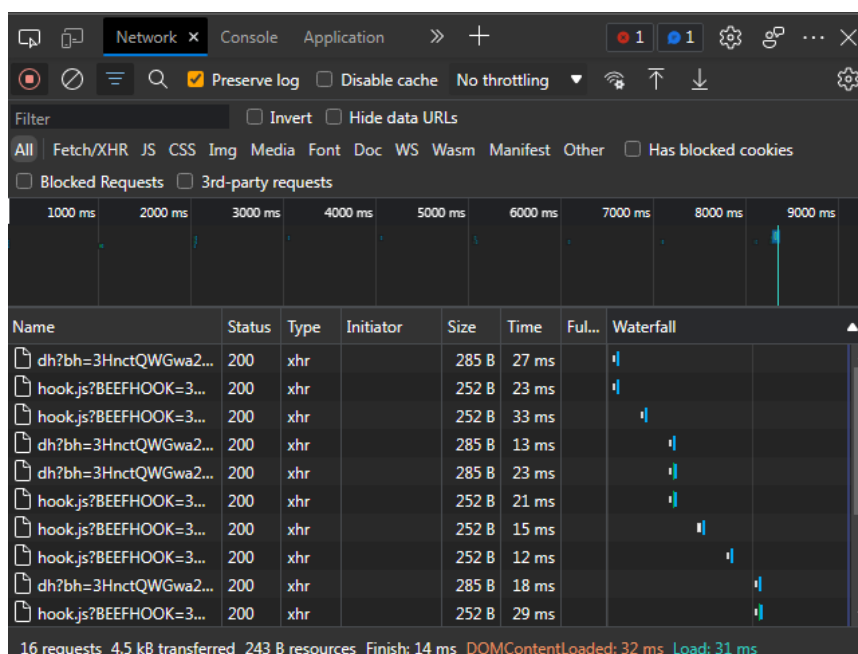 Network × Console Application » + 1 1 ⋯ ×
Preserve log Disable cache No throttling ▼
Filter Invert Hide data URLs
All Fetch/XHR JS CSS Img Media Font Doc WS Wasm Manifest Other Has blocked cookies
Blocked Requests 3rd-party requests
1000 ms 2000 ms 3000 ms 4000 ms 5000 ms 6000 ms 7000 ms 8000 ms 9000 ms
Name Status Type Initiator Size Time Ful... Waterfall
dh?bh=3HnctQWGwa2... 200 xhr 285 B 27 ms
hook.js?BEEFHOOK=3... 200 xhr 252 B 23 ms
hook.js?BEEFHOOK=3... 200 xhr 252 B 33 ms
dh?bh=3HnctQWGwa2... 200 xhr 285 B 13 ms
dh?bh=3HnctQWGwa2... 200 xhr 285 B 23 ms
hook.js?BEEFHOOK=3... 200 xhr 252 B 21 ms
hook.js?BEEFHOOK=3... 200 xhr 252 B 15 ms
hook.js?BEEFHOOK=3... 200 xhr 252 B 12 ms
dh?bh=3HnctQWGwa2... 200 xhr 285 B 18 ms
hook.js?BEEFHOOK=3... 200 xhr 252 B 29 ms
16 requests 4.5 kB transferred 243 B resources Finish: 14 ms DOMContentLoaded: 32 ms Load: 31 ms